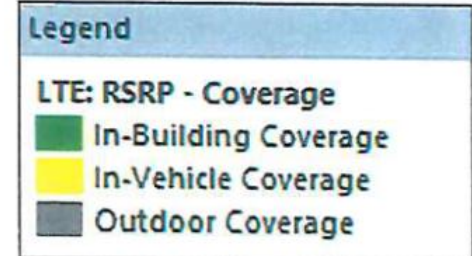 Legend
LTE: RSRP - Coverage
In-Building Coverage
In-Vehicle Coverage
Outdoor Coverage